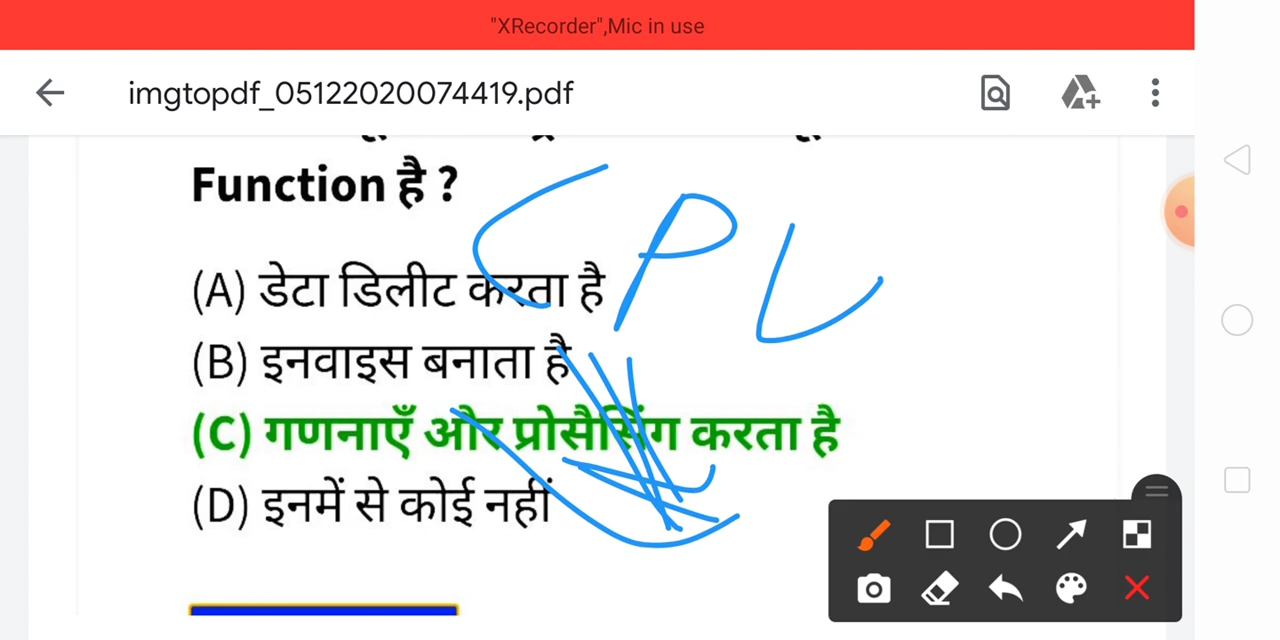 "XRecorder",Mic in use
imgtopdf_05122020074419.pdf
Function है ?
CPU
(A) डेटा डिलीट करता है
(B) इनवाइस बनाता है
(C) गणनाएँ और प्रोसैसिंग करता है
(D) इनमें से कोई नहीं